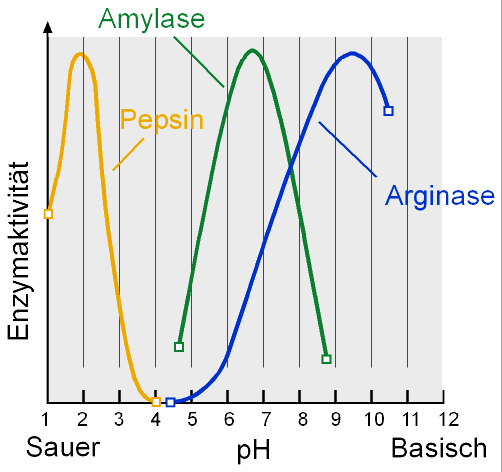 Amylase
Pepsin
Arginase
Enzymaktivität
1 2 3 4 5 6 7 8 9 10 11 12
Sauer pH Basisch